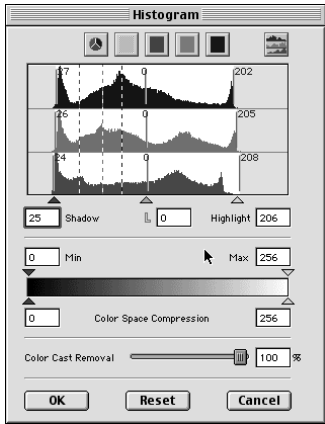 Histogram
27 0 202
26 0 205
24 0 208
25 Shadow L 0 Highlight 206
0 Min Max 256
0 Color Space Compression 256
Color Cast Removal 100 %
OK Reset Cancel